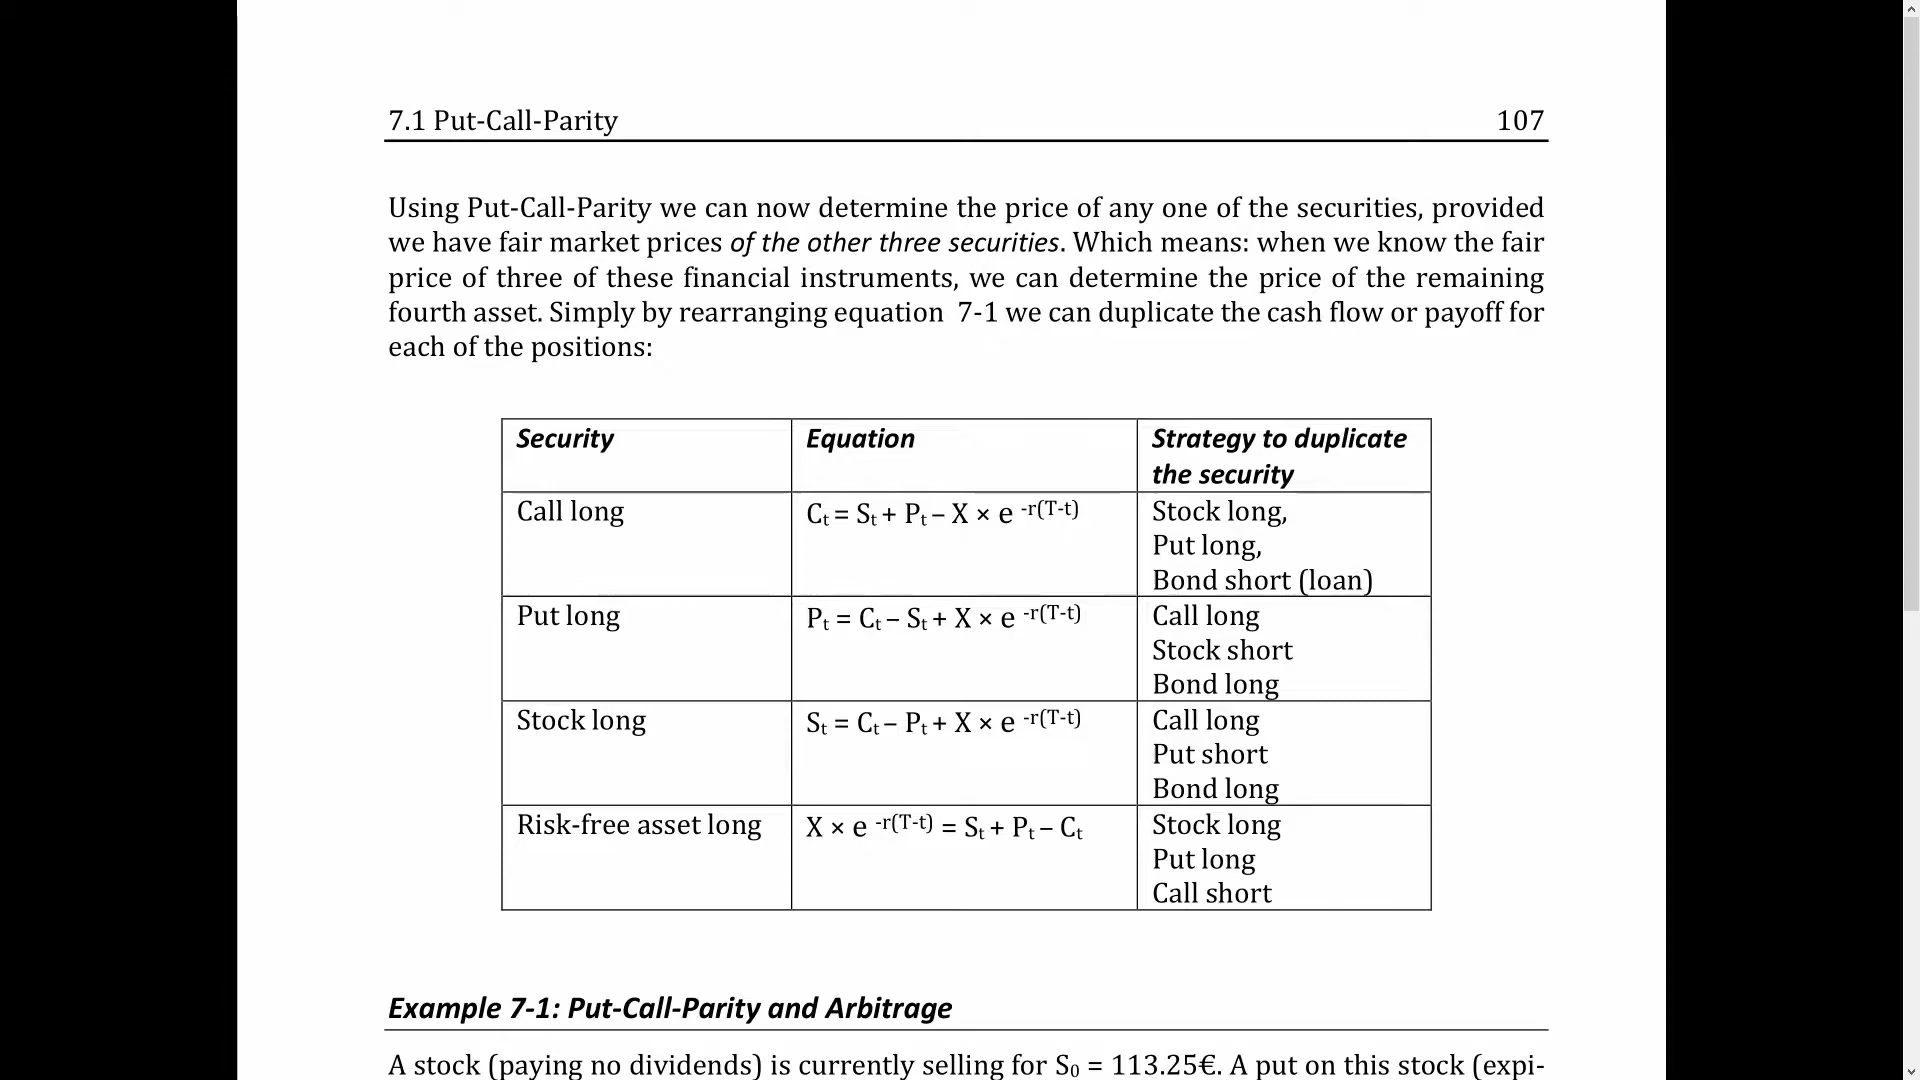 7.1 Put-Call-Parity 107
Using Put-Call-Parity we can now determine the price of any one of the securities, provided
we have fair market prices of the other three securities. Which means: when we know the fair
price of three of these financial instruments, we can determine the price of the remaining
fourth asset. Simply by rearranging equation 7-1 we can duplicate the cash flow or payoff for
each of the positions:
Security Equation Strategy to duplicate
the security
Call long Cₜ = Sₜ + Pₜ – X × e ⁻ʳ⁽ᵀ⁻ᵗ⁾ Stock long,
Put long,
Bond short (loan)
Put long Pₜ = Cₜ – Sₜ + X × e ⁻ʳ⁽ᵀ⁻ᵗ⁾ Call long
Stock short
Bond long
Stock long Sₜ = Cₜ – Pₜ + X × e ⁻ʳ⁽ᵀ⁻ᵗ⁾ Call long
Put short
Bond long
Risk-free asset long X × e ⁻ʳ⁽ᵀ⁻ᵗ⁾ = Sₜ + Pₜ – Cₜ Stock long
Put long
Call short
Example 7-1: Put-Call-Parity and Arbitrage
A stock (paying no dividends) is currently selling for S₀ = 113.25€. A put on this stock (expi-